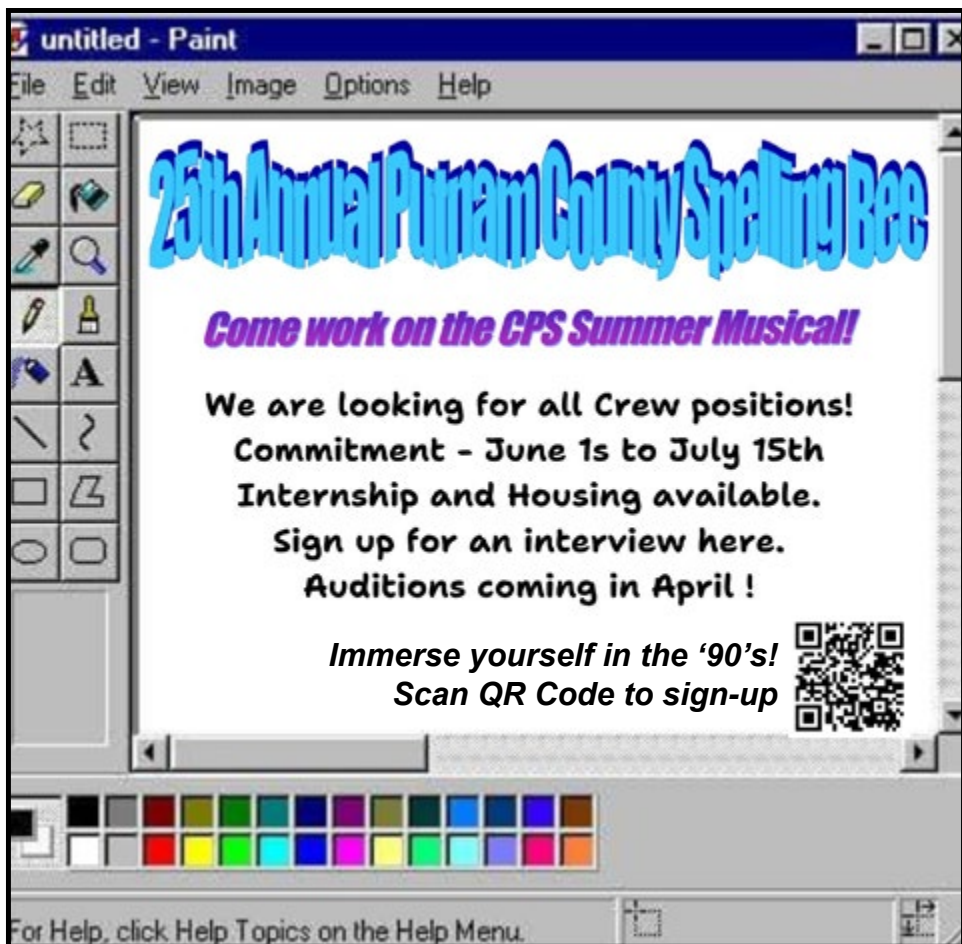 untitled - Paint
File Edit View Image Options Help
25th Annual Putnam County Spelling Bee
Come work on the CPS Summer Musical!
We are looking for all Crew positions!
Commitment - June 1s to July 15th
Internship and Housing available.
Sign up for an interview here.
Auditions coming in April !
Immerse yourself in the ‘90’s!
Scan QR Code to sign-up
A
For Help, click Help Topics on the Help Menu.